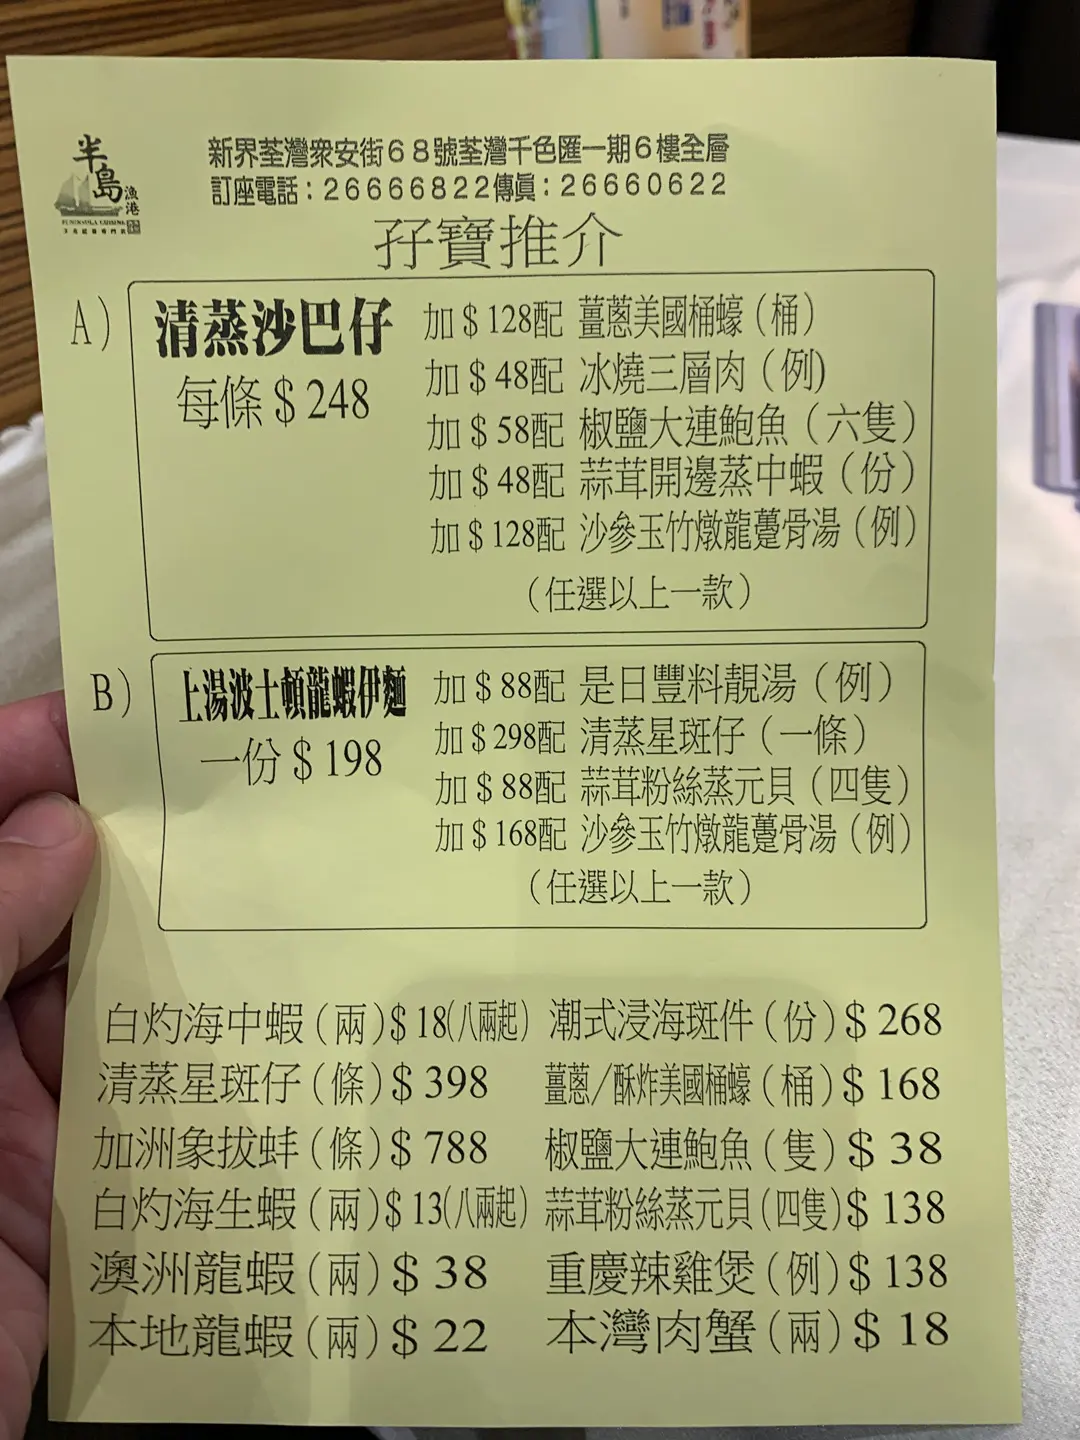 半島漁港
新界荃灣眾安街68號荃灣千色匯一期6樓全層
訂座電話：26666822傳眞：26660622
孖寶推介
A）
清蒸沙巴仔
每條＄248
加＄128配 薑蔥美國桶蠔（桶）
加＄48配 冰燒三層肉（例)
加＄58配 椒鹽大連鮑魚（六隻）
加＄48配 蒜茸開邊蒸中蝦（份）
加＄128配 沙參玉竹燉龍躉骨湯（例）
（任選以上一款）
B）
上湯波士頓龍蝦伊麵
一份＄198
加＄88配 是日豐料靚湯（例）
加＄298配 清蒸星斑仔（一條）
加＄88配 蒜茸粉絲蒸元貝（四隻）
加＄168配 沙參玉竹燉龍躉骨湯（例）
（任選以上一款）
白灼海中蝦（兩）＄18(八兩起） 潮式浸海斑件（份）＄268
清蒸星斑仔（條）＄398 薑蔥／酥炸美國桶蠔（桶）＄168
加洲象拔蚌（條）＄788 椒鹽大連鮑魚（隻）＄38
白灼海生蝦（兩）＄13(八兩起） 蒜茸粉絲蒸元貝（四隻）＄138
澳洲龍蝦（兩）＄38 重慶辣雞煲（例）＄138
本地龍蝦（兩）＄22 本灣肉蟹（兩）＄18